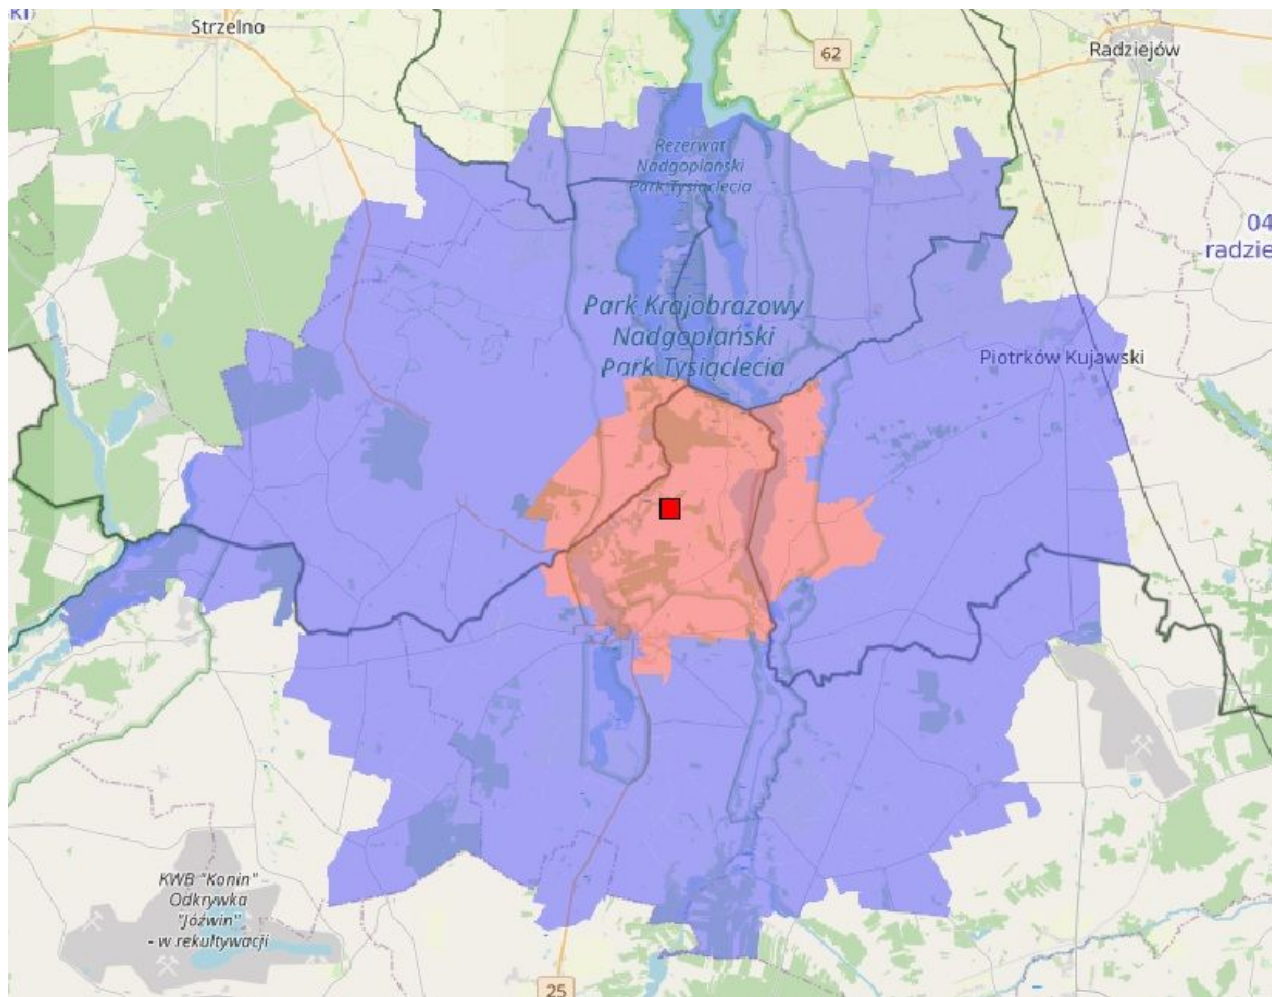 KI
Strzelno
62
Radziejów
Rezerwat
Nadgoplański
Park Tysiąclecia
04
radzie
Park Krajobrazowy
Nadgoplański
Park Tysiąclecia
Piotrków Kujawski
KWB "Konin"
Odkrywka
"Jóźwin"
- w rekultywacji
25